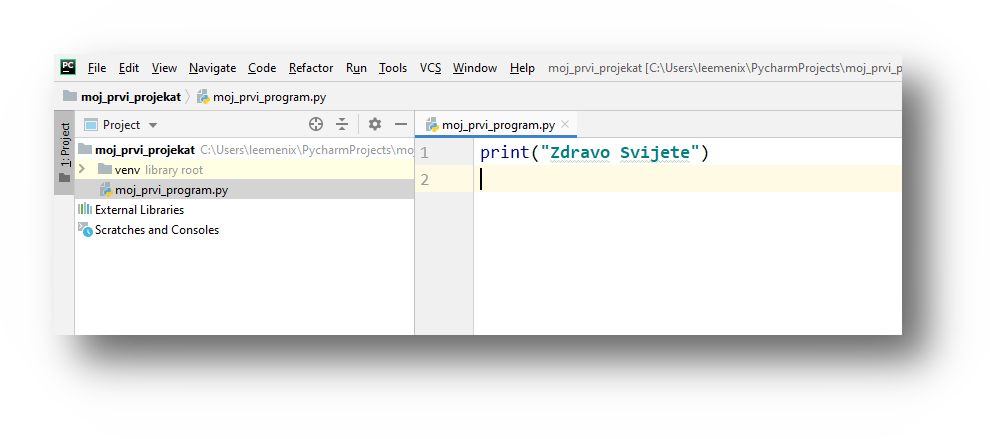 PC File Edit View Navigate Code Refactor Run Tools VCS Window Help moj_prvi_projekat [C:\Users\leemenix\PycharmProjects\moj_prvi_p
moj_prvi_projekat moj_prvi_program.py
1: Project
Project
moj_prvi_projekat C:\Users\leemenix\PycharmProjects\mo
venv library root
moj_prvi_program.py
External Libraries
Scratches and Consoles
moj_prvi_program.py
1 print("Zdravo Svijete")
2